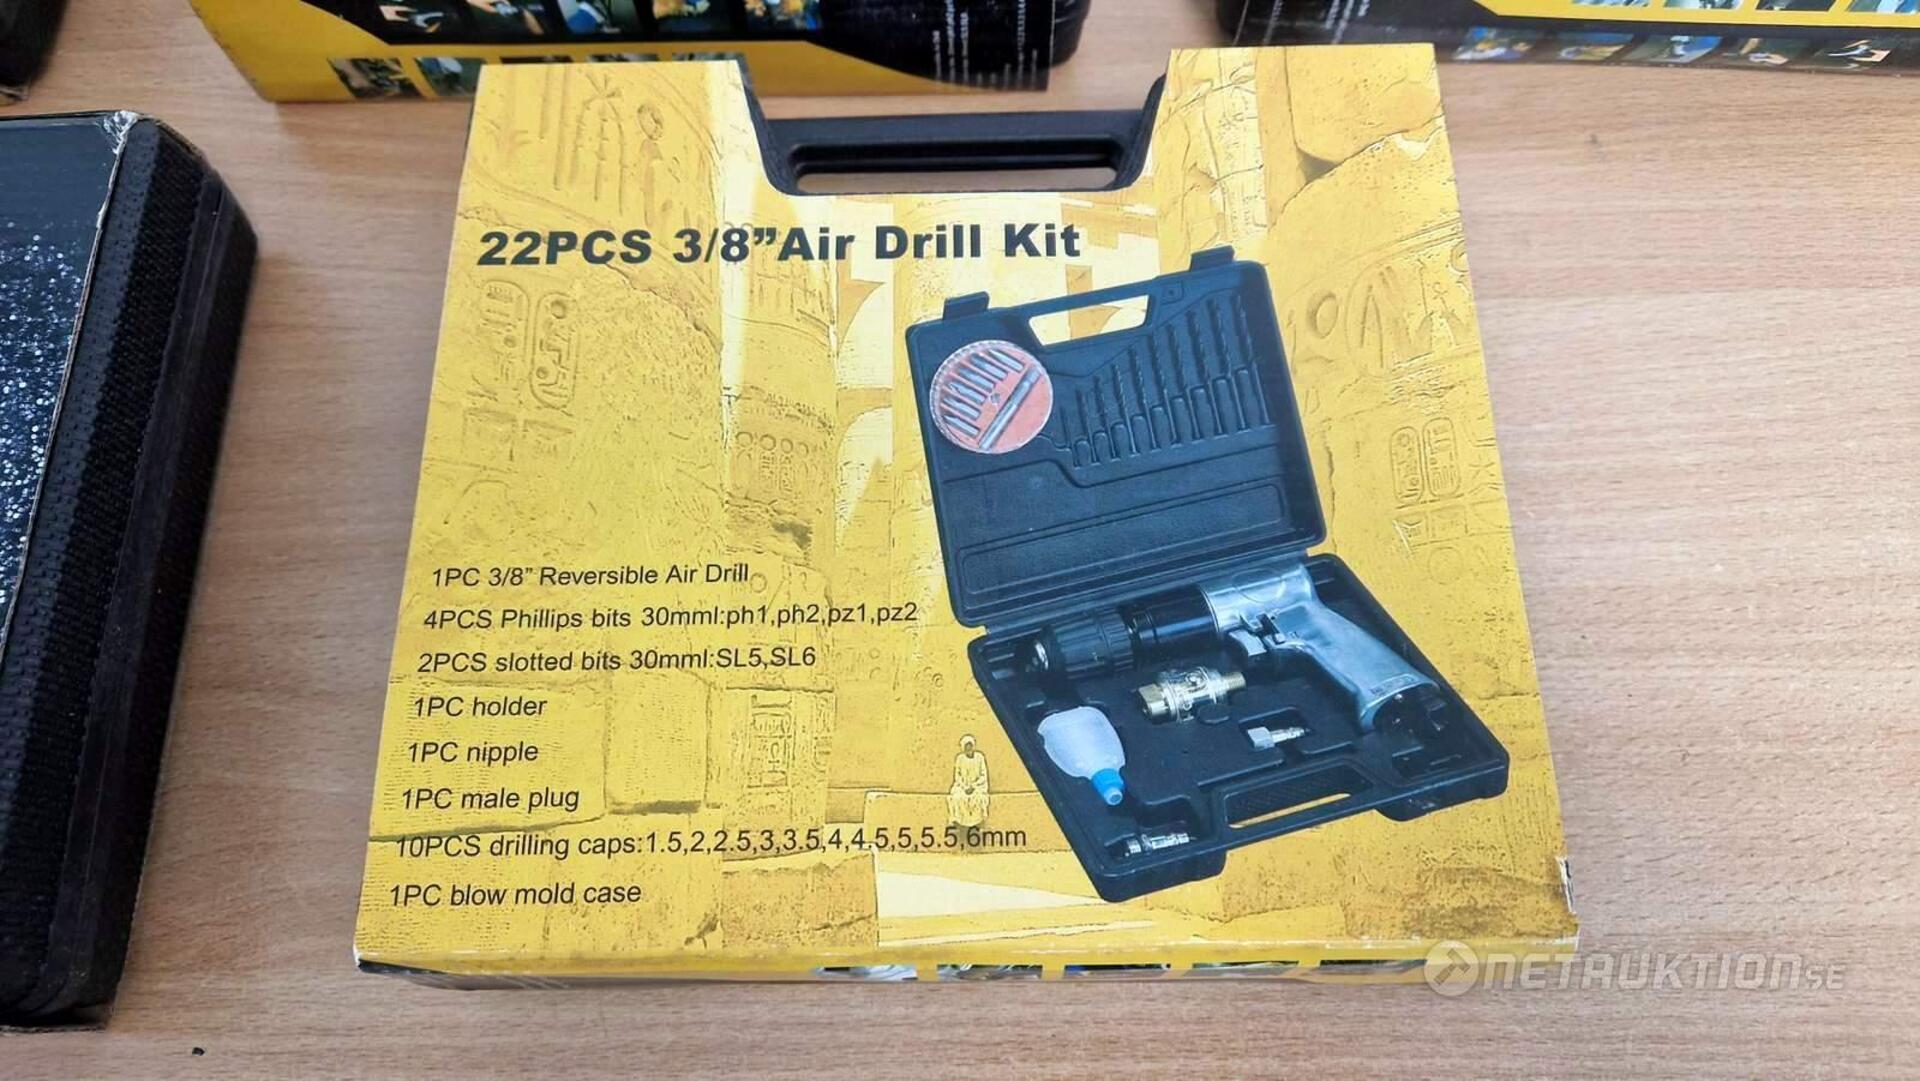 22PCS 3/8”Air Drill Kit
1PC 3/8” Reversible Air Drill
4PCS Phillips bits 30mml:ph1,ph2,pz1,pz2
2PCS slotted bits 30mml:SL5,SL6
1PC holder
1PC nipple
1PC male plug
10PCS drilling caps:1.5,2,2.5,3,3.5,4,4.5,5,5.5,6mm
1PC blow mold case
NETAUKTION.SE